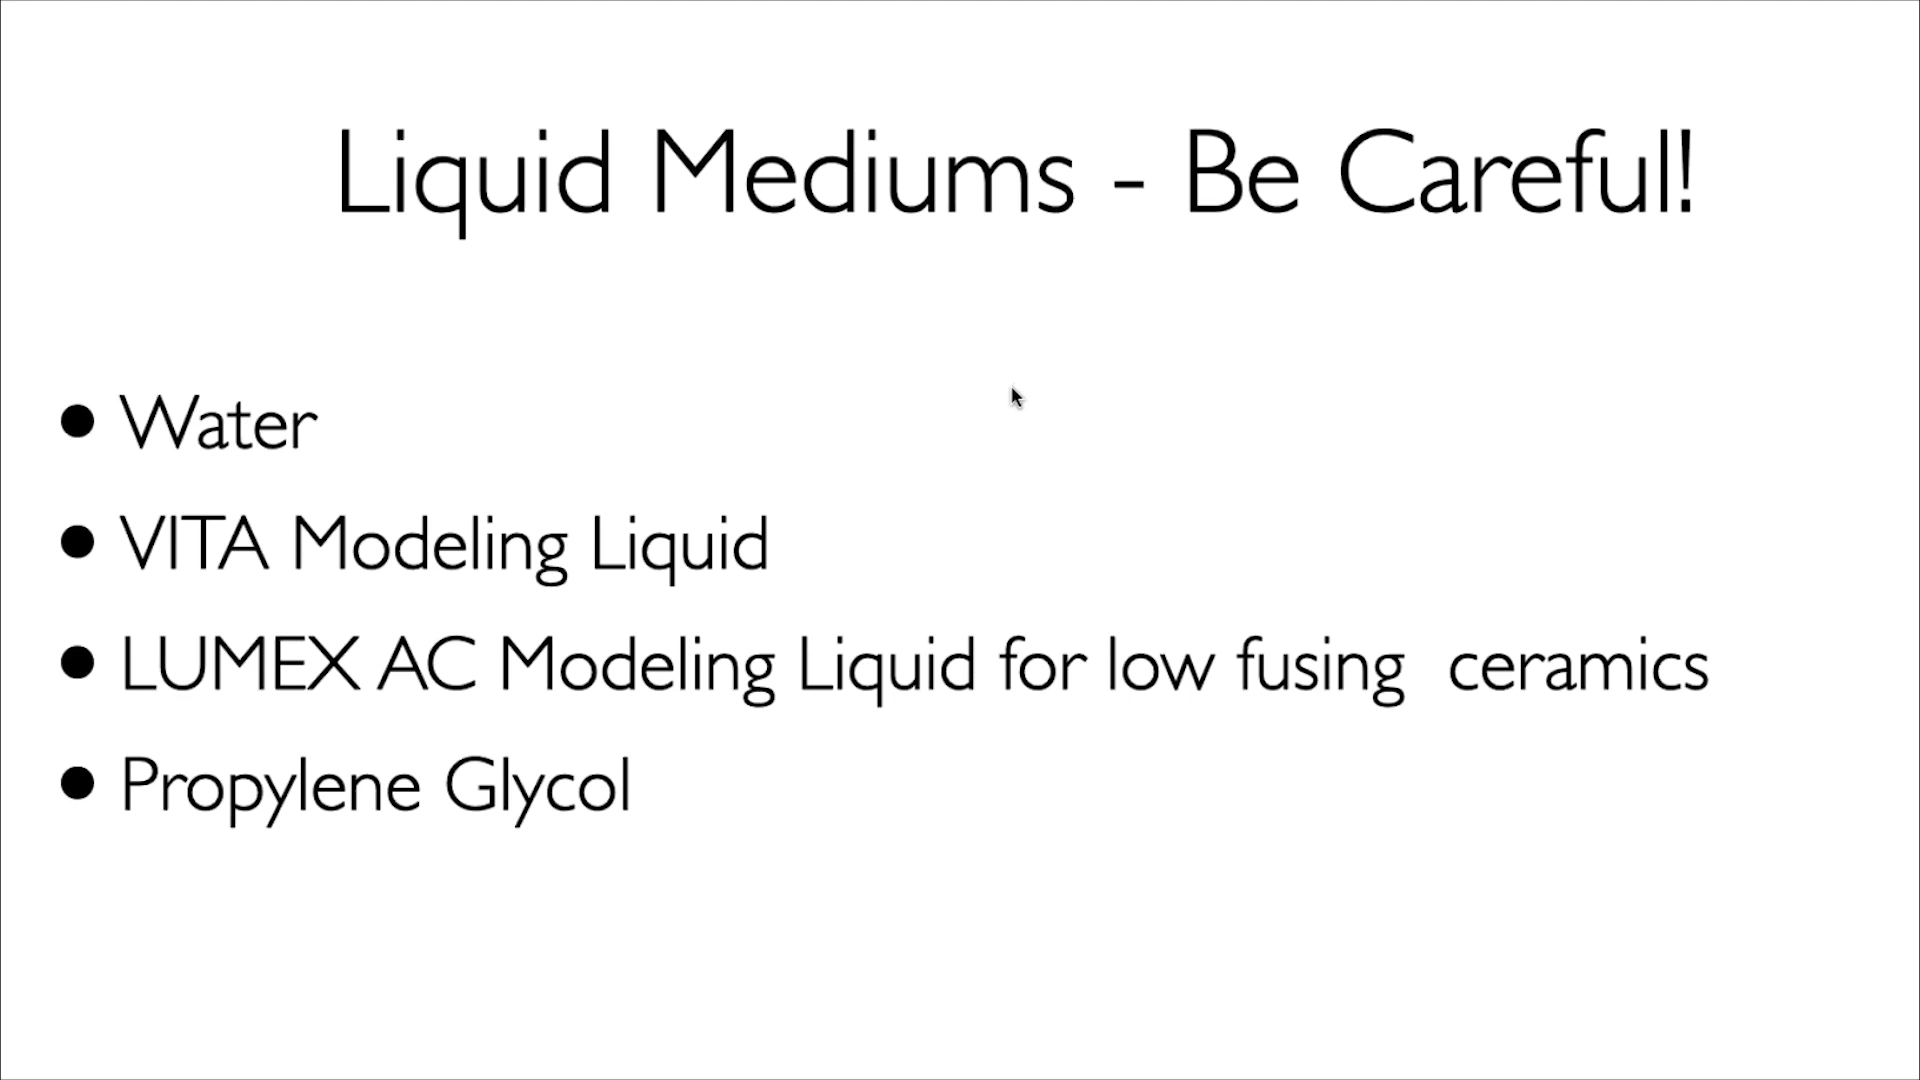 Liquid Mediums - Be Careful!
• Water
• VITA Modeling Liquid
• LUMEX AC Modeling Liquid for low fusing  ceramics
• Propylene Glycol